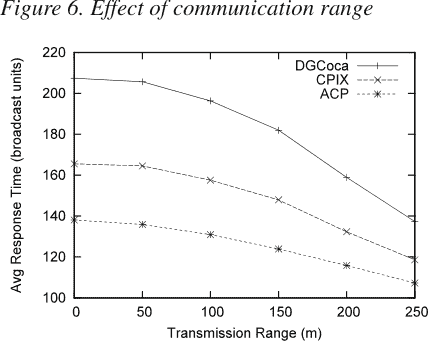 Figure 6. Effect of communication range
220
200
180
160
140
120
100
Avg Response Time (broadcast units)
DGCoca
CPIX
ACP
0 50 100 150 200 250
Transmission Range (m)